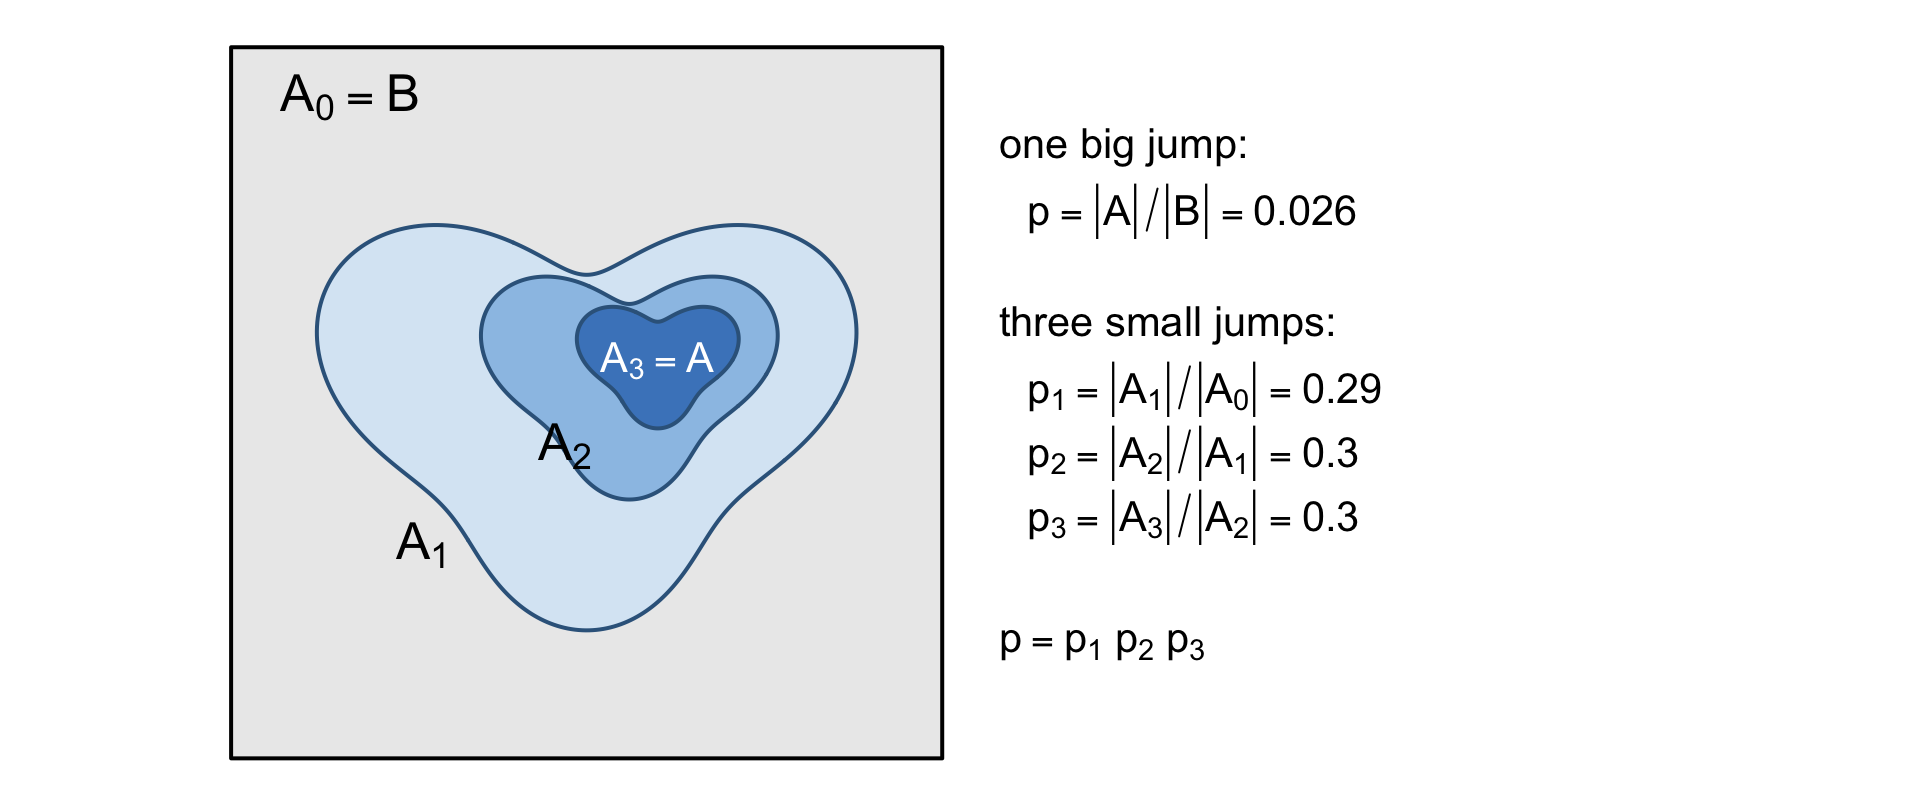 A₀ = B
A₃ = A
A₂
A₁
one big jump:
p = |A|/|B| = 0.026
three small jumps:
p₁ = |A₁|/|A₀| = 0.29
p₂ = |A₂|/|A₁| = 0.3
p₃ = |A₃|/|A₂| = 0.3
p = p₁ p₂ p₃